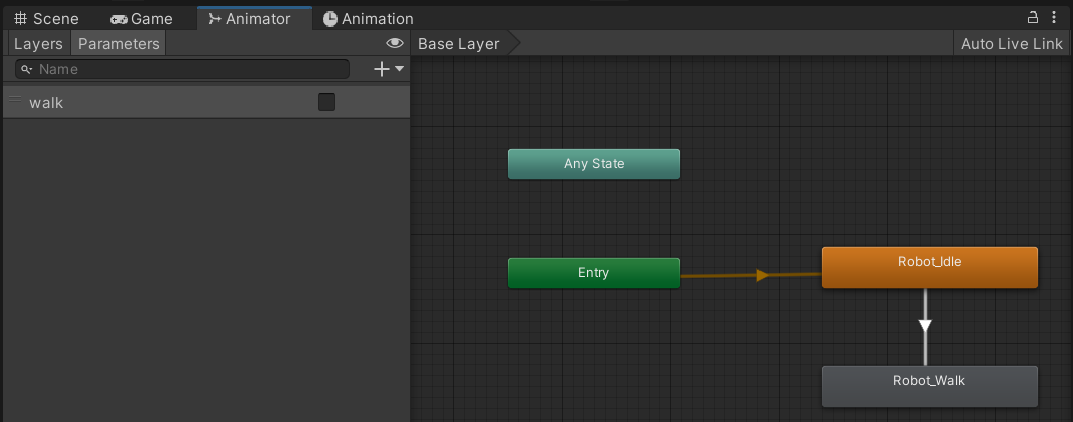 Scene Game Animator Animation
Layers Parameters Base Layer Auto Live Link
Name
walk
Any State
Entry
Robot_Idle
Robot_Walk